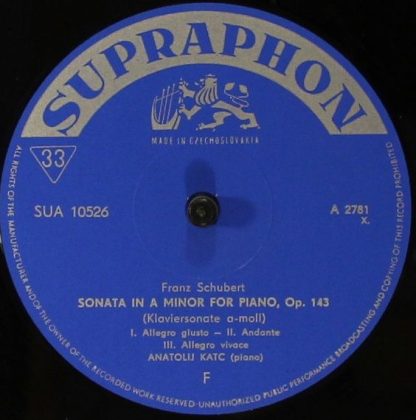 SUPRAPHON
MADE IN CZECHOSLOVAKIA
33
SUA 10526
A 2781
x.
Franz Schubert
SONATA IN A MINOR FOR PIANO, Op. 143
(Klaviersonate a-moll)
I. Allegro giusto – II. Andante
III. Allegro vivace
ANATOLIJ KATC (piano)
F
ALL RIGHTS OF THE MANUFACTURER AND OF THE OWNER OF THE RECORDED WORK RESERVED·UNAUTHORIZED PUBLIC PERFORMANCE BROADCASTING AND COPYING OF THIS RECORD PROHIBITED